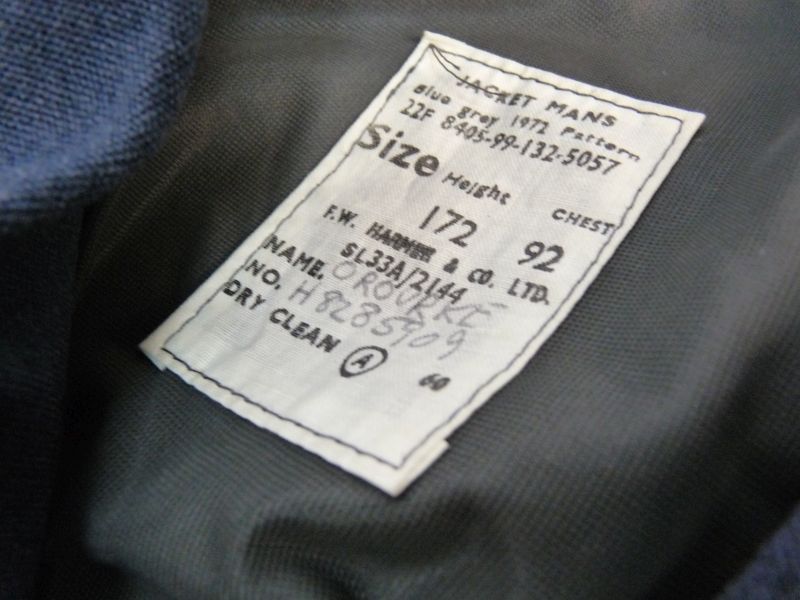 JACKET MANS
Blue grey 1972 Pattern
22F 8405-99-132-5057
Size Height CHEST
172 92
F.W. HARMER & CO. LTD.
SL33A/2144
NAME. OROURKE
NO. H8285909
DRY CLEAN A 60